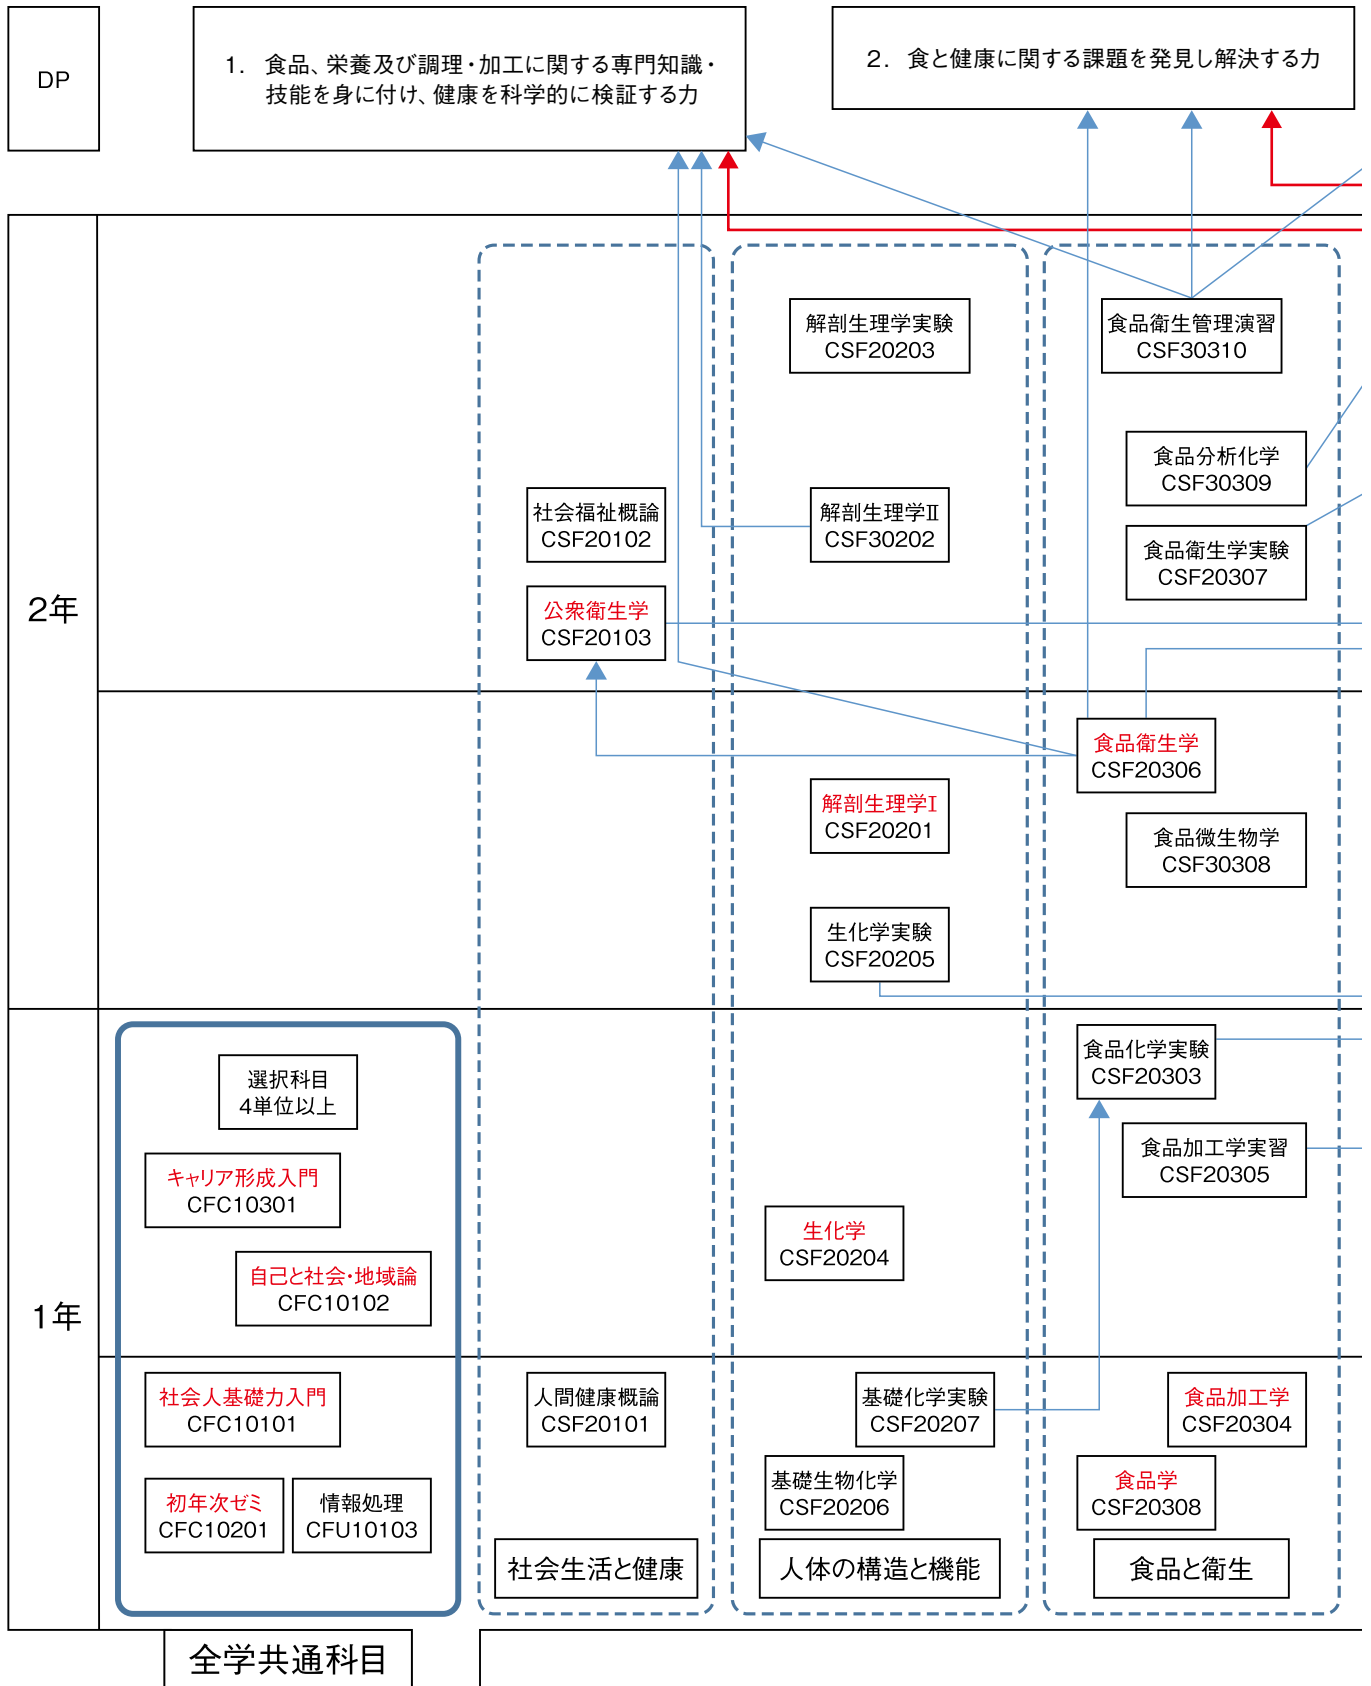 DP
1. 食品、栄養及び調理・加工に関する専門知識・
技能を身に付け、健康を科学的に検証する力
2. 食と健康に関する課題を発見し解決する力
2年
解剖生理学実験
CSF20203
食品衛生管理演習
CSF30310
食品分析化学
CSF30309
社会福祉概論
CSF20102
解剖生理学Ⅱ
CSF30202
食品衛生学実験
CSF20307
公衆衛生学
CSF20103
食品衛生学
CSF20306
解剖生理学Ⅰ
CSF20201
食品微生物学
CSF30308
生化学実験
CSF20205
1年
選択科目
4単位以上
食品化学実験
CSF20303
キャリア形成入門
CFC10301
食品加工学実習
CSF20305
自己と社会・地域論
CFC10102
生化学
CSF20204
社会人基礎力入門
CFC10101
人間健康概論
CSF20101
基礎化学実験
CSF20207
食品加工学
CSF20304
初年次ゼミ
CFC10201
情報処理
CFU10103
基礎生物化学
CSF20206
食品学
CSF20308
社会生活と健康
人体の構造と機能
食品と衛生
全学共通科目